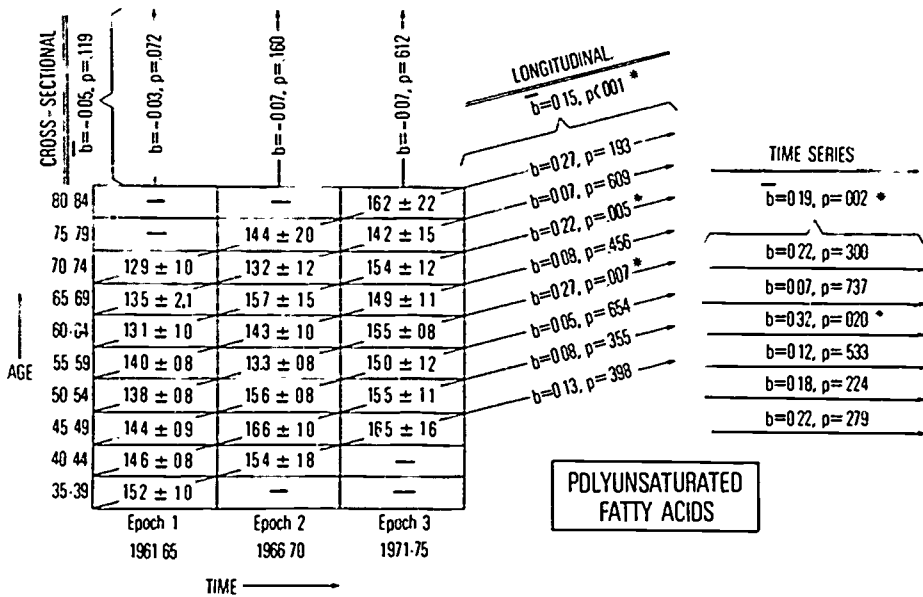 CROSS-SECTIONAL
b=-0.05, p=.119
b=-0.03, p=.072
b=-0.07, p=.160
b=-0.07, p=.612
LONGITUDINAL.
b=0.15, p<.001 *
b=0.27, p=.193
b=0.07, p=.609
b=0.22, p=.005 *
b=0.08, p=.456
b=0.27, p=.007 *
b=0.05, p=654
b=0.08, p=.355
b=0.13, p=.398
TIME SERIES
b=0.19, p=.002 *
b=0.22, p=.300
b=0.07, p=.737
b=0.32, p=.020 *
b=0.12, p=.533
b=0.18, p=.224
b=0.22, p=.279
80 84 — — 162 ± 22
75 79 — 144 ± 20 142 ± 15
70 74 129 ± 10 132 ± 12 154 ± 12
65 69 135 ± 2,1 157 ± 15 149 ± 11
60-64 131 ± 10 143 ± 10 155 ± 08
55 59 140 ± 08 133 ± 08 150 ± 12
50 54 138 ± 08 156 ± 08 155 ± 11
45 49 144 ± 09 166 ± 10 165 ± 16
40 44 146 ± 08 154 ± 18 —
35-39 152 ± 10 — —
AGE
Epoch 1 Epoch 2 Epoch 3
1961 65 1966 70 1971-75
TIME
POLYUNSATURATED
FATTY ACIDS